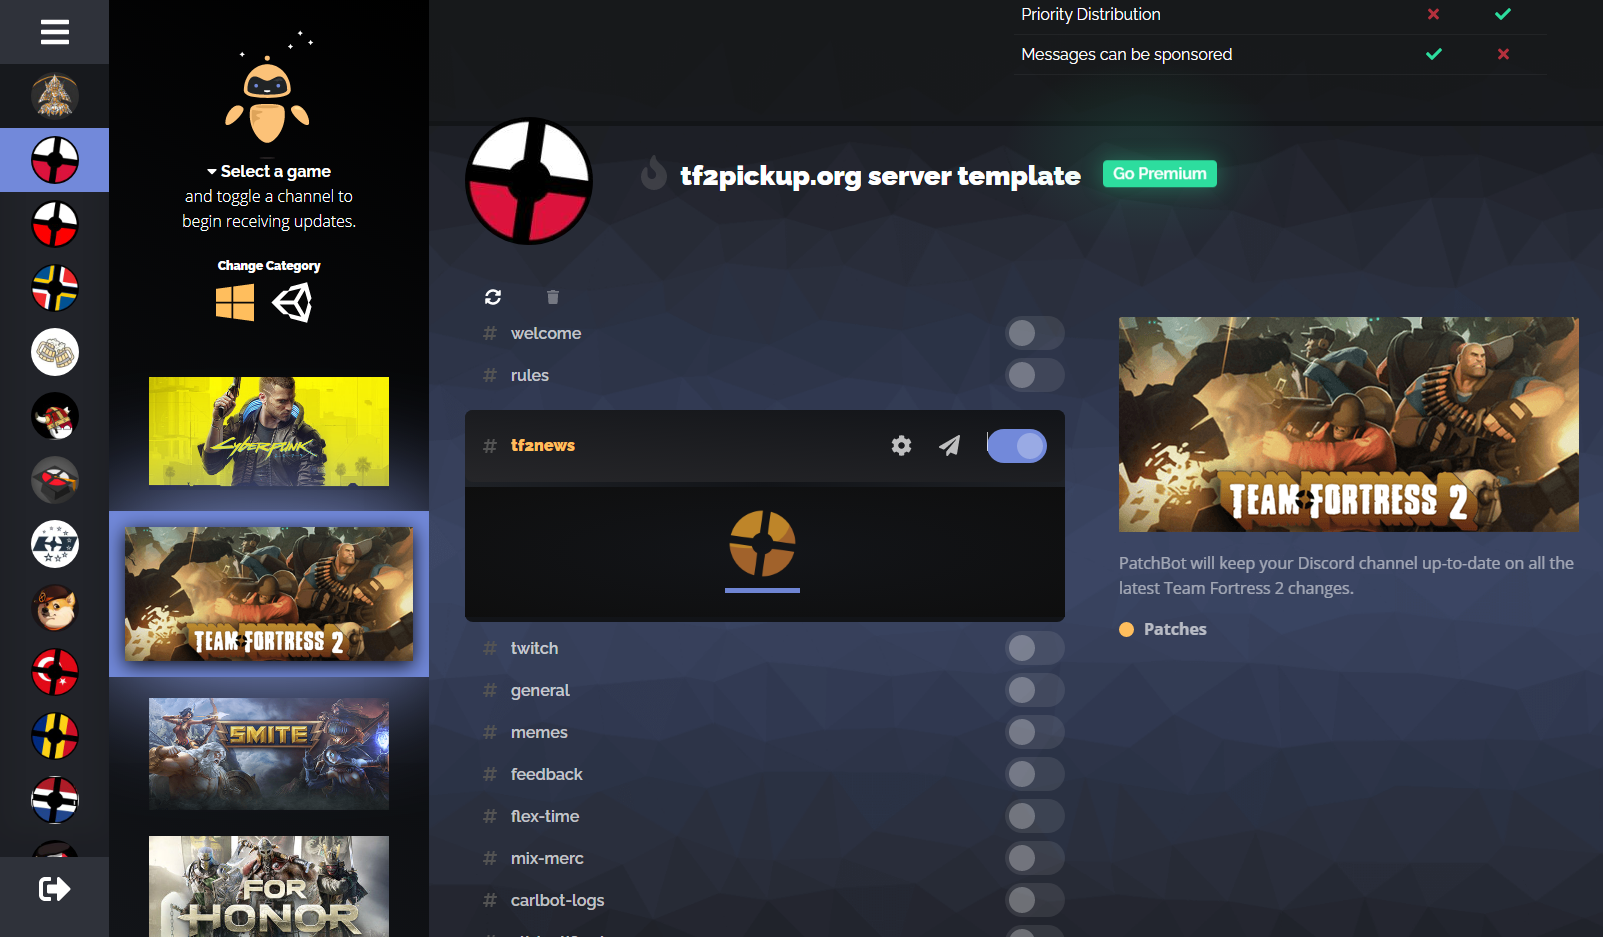 Priority Distribution
Messages can be sponsored
Select a game
and toggle a channel to
begin receiving updates.
Change Category
CYBERPUNK
TEAM FORTRESS 2
SMITE
FOR
HONOR
tf2pickup.org server template
Go Premium
# welcome
# rules
# tf2news
# twitch
# general
# memes
# feedback
# flex-time
# mix-merc
# carlbot-logs
TEAM FORTRESS 2
PatchBot will keep your Discord channel up-to-date on all the
latest Team Fortress 2 changes.
Patches